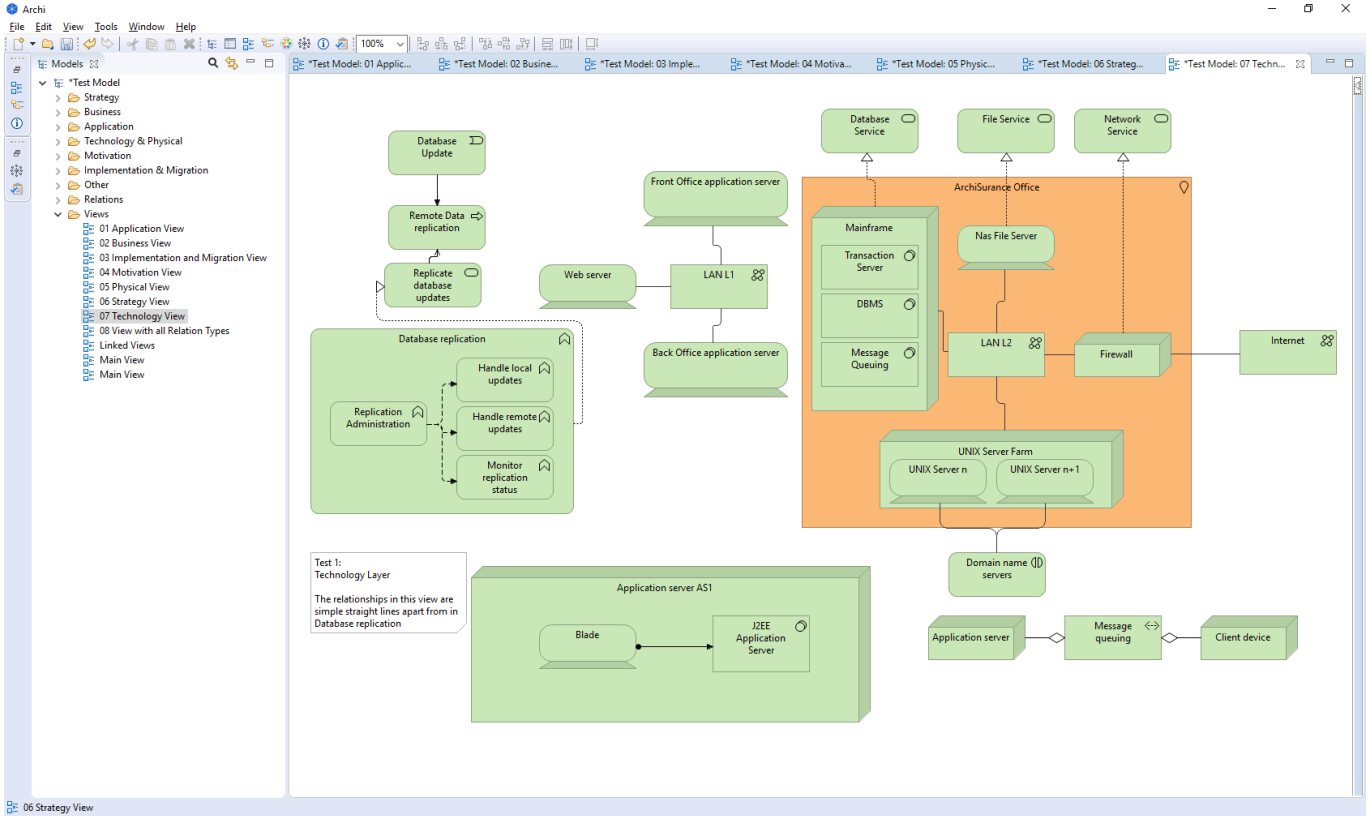 Archi
File Edit View Tools Window Help
100%
Models
*Test Model: 01 Applic...
*Test Model: 02 Busine...
*Test Model: 03 Imple...
*Test Model: 04 Motiva...
*Test Model: 05 Physic...
*Test Model: 06 Strateg...
*Test Model: 07 Techn...
*Test Model
Strategy
Business
Application
Technology & Physical
Motivation
Implementation & Migration
Other
Relations
Views
01 Application View
02 Business View
03 Implementation and Migration View
04 Motivation View
05 Physical View
06 Strategy View
07 Technology View
08 View with all Relation Types
Linked Views
Main View
Main View
Database
Update
Remote Data
replication
Replicate
database
updates
Database replication
Replication
Administration
Handle local
updates
Handle remote
updates
Monitor
replication
status
Front Office application server
Web server
LAN L1
Back Office application server
Database
Service
File Service
Network
Service
ArchiSurance Office
Mainframe
Transaction
Server
DBMS
Message
Queuing
Nas File Server
LAN L2
Firewall
Internet
UNIX Server Farm
UNIX Server n
UNIX Server n+1
Domain name
servers
Test 1:
Technology Layer
The relationships in this view are
simple straight lines apart from in
Database replication
Application server AS1
Blade
J2EE
Application
Server
Application server
Message
queuing
Client device
06 Strategy View